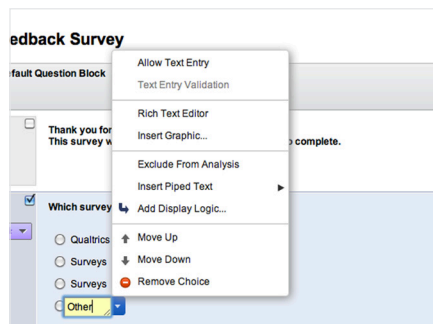 edback Survey
efault Question Block
Allow Text Entry
Text Entry Validation
Rich Text Editor
Insert Graphic...
Thank you for
This survey w
o complete.
Exclude From Analysis
Insert Piped Text
Add Display Logic...
Which survey
Move Up
Move Down
Remove Choice
Qualtrics
Surveys
Surveys
Other